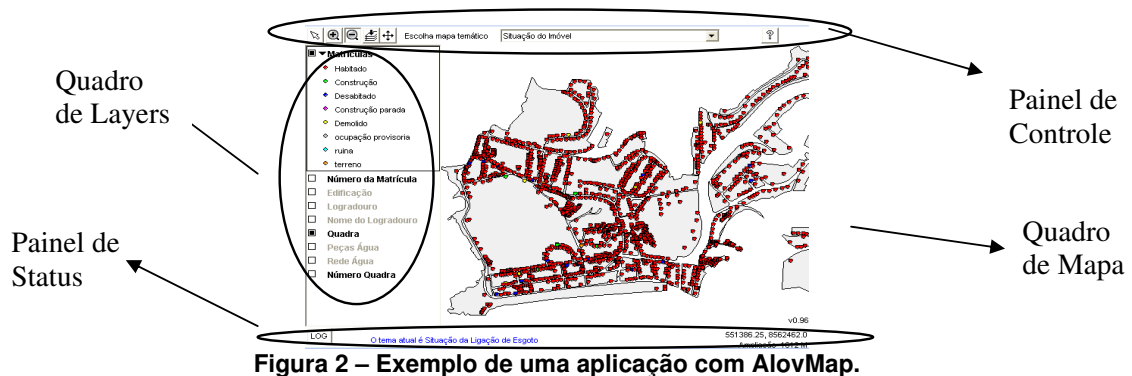 Escolha mapa temático Situação do Imóvel ?
Matrículas
Habitado
Construção
Desabitado
Construção parada
Demolido
ocupação provisoria
ruina
terreno
Número da Matrícula
Edificação
Logradouro
Nome do Logradouro
Quadra
Peças Água
Rede Água
Número Quadra
Quadro
de Layers
Painel de
Status
Painel de
Controle
Quadro
de Mapa
v0.96
LOG O tema atual é Situação da Ligação de Esgoto 551386.25, 8562462.0
Ampliação 1512 M
Figura 2 – Exemplo de uma aplicação com AlovMap.